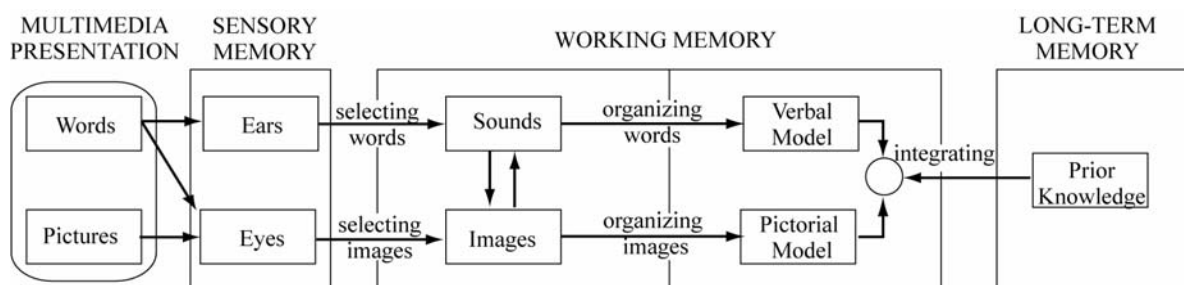 MULTIMEDIA
PRESENTATION
SENSORY
MEMORY
WORKING MEMORY
LONG-TERM
MEMORY
Words
Ears
selecting
words
Sounds
organizing
words
Verbal
Model
integrating
Prior
Knowledge
Pictures
Eyes
selecting
images
Images
organizing
images
Pictorial
Model